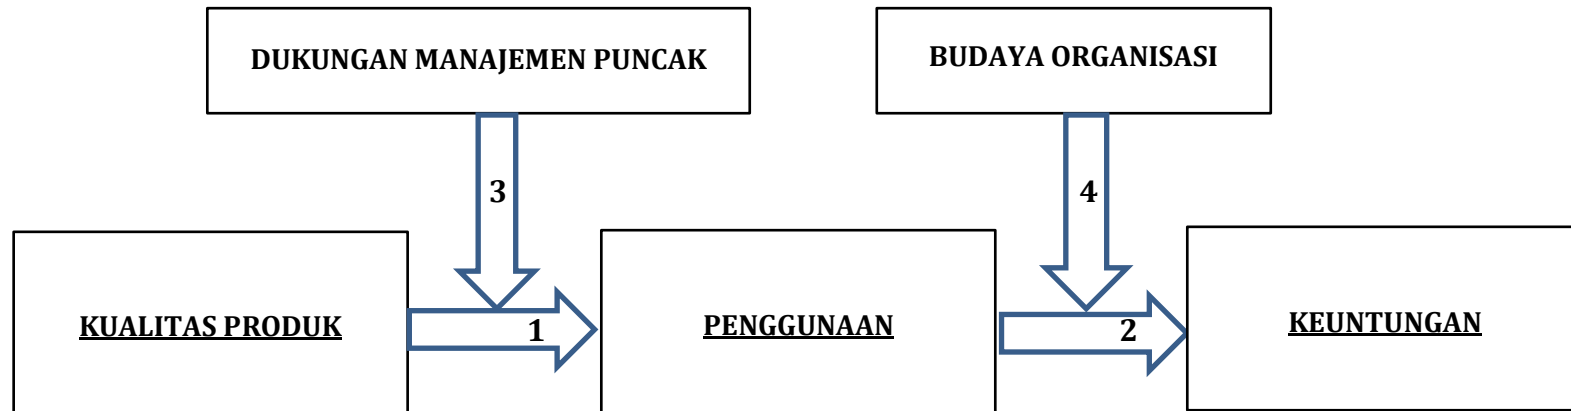 DUKUNGAN MANAJEMEN PUNCAK
BUDAYA ORGANISASI
3
4
KUALITAS PRODUK
1
PENGGUNAAN
2
KEUNTUNGAN